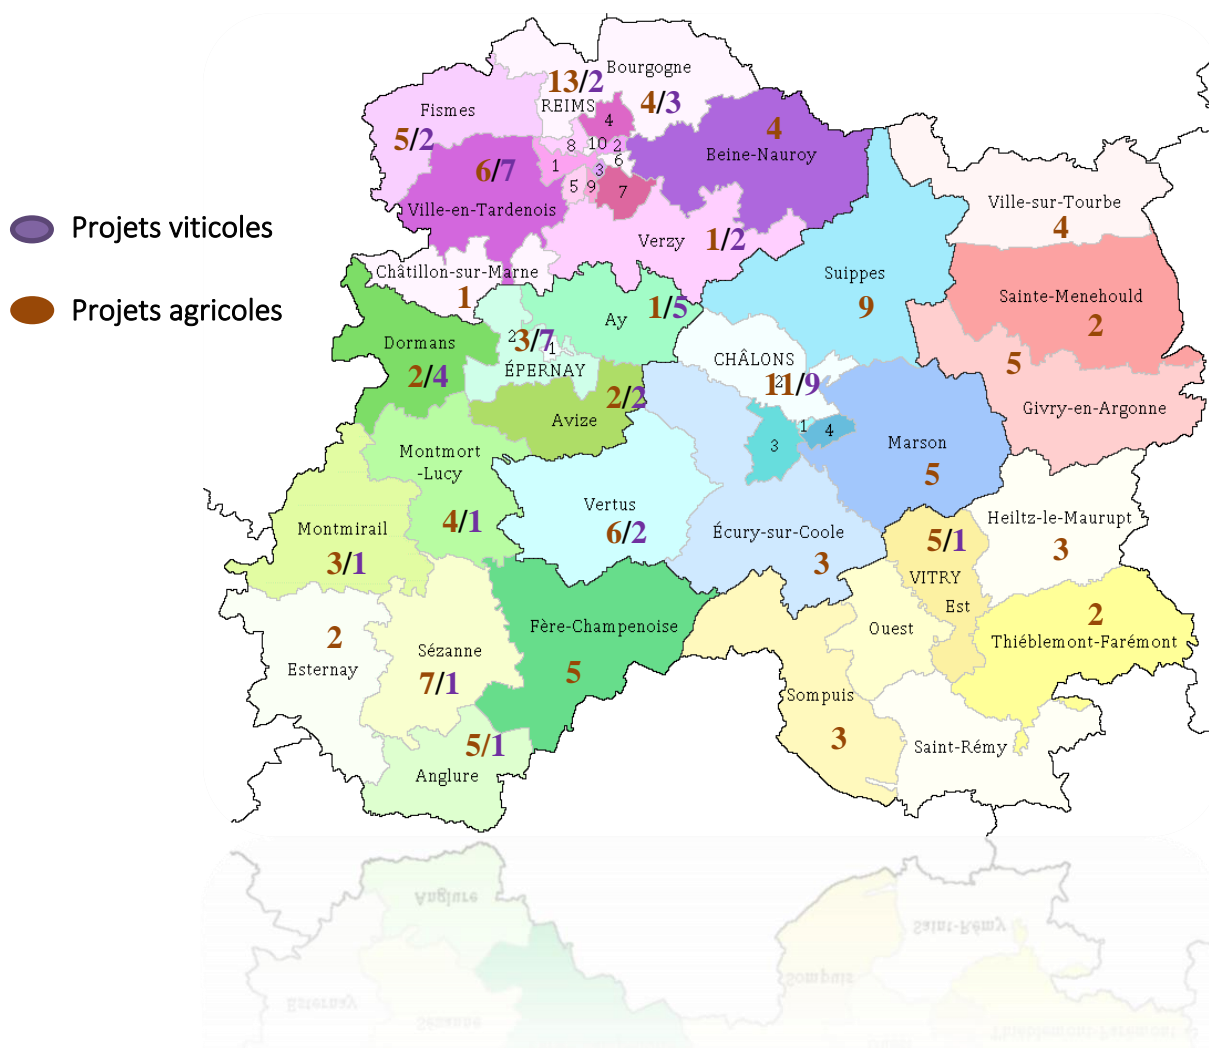 Projets viticoles
Projets agricoles
Bourgogne
13/2
4/3
REIMS
Fismes
5/2
4
8
10
2
6
1
3
5
9
7
4
Beine-Nauroy
6/7
Ville-en-Tardenois
Verzy
1/2
Ville-sur-Tourbe
4
Châtillon-sur-Marne
1
Suippes
9
Sainte-Menehould
2
Ay
1/5
2
3/7
1
ÉPERNAY
Dormans
2/4
CHÂLONS
2
11/9
5
Givry-en-Argonne
2/2
Avize
1
4
3
Marson
5
Montmort
-Lucy
4/1
Vertus
6/2
Montmirail
3/1
Écury-sur-Coole
3
5/1
VITRY
Est
Ouest
Heiltz-le-Maurupt
3
2
Thiéblemont-Farémont
2
Esternay
Sézanne
7/1
Fère-Champenoise
5
Sompuis
3
Saint-Rémy
5/1
Anglure